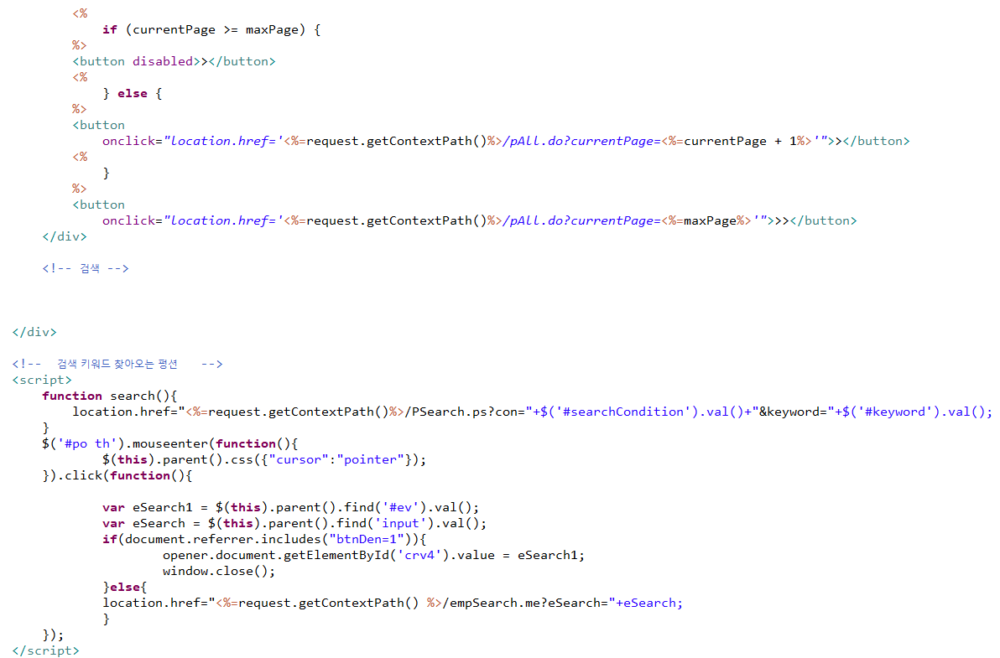 <%
if (currentPage >= maxPage) {
%>
<button disabled>></button>
<%
} else {
%>
<button
onclick="location.href='<%=request.getContextPath()%>/pAll.do?currentPage=<%=currentPage + 1%>'">></button>
<%
}
%>
<button
onclick="location.href='<%=request.getContextPath()%>/pAll.do?currentPage=<%=maxPage%>'">>></button>
</div>
<!-- 검색 -->
</div>
<!-- 검색 키워드 찾아오는 펑션 -->
<script>
function search(){
location.href="<%=request.getContextPath()%>/PSearch.ps?con="+$('#searchCondition').val()+"&keyword="+$('#keyword').val();
}
$('#po th').mouseenter(function(){
$(this).parent().css({"cursor":"pointer"});
}).click(function(){
var eSearch1 = $(this).parent().find('#ev').val();
var eSearch = $(this).parent().find('input').val();
if(document.referrer.includes("btnDen=1")){
opener.document.getElementById('crv4').value = eSearch1;
window.close();
}else{
location.href="<%=request.getContextPath() %>/empSearch.me?eSearch="+eSearch;
}
});
</script>